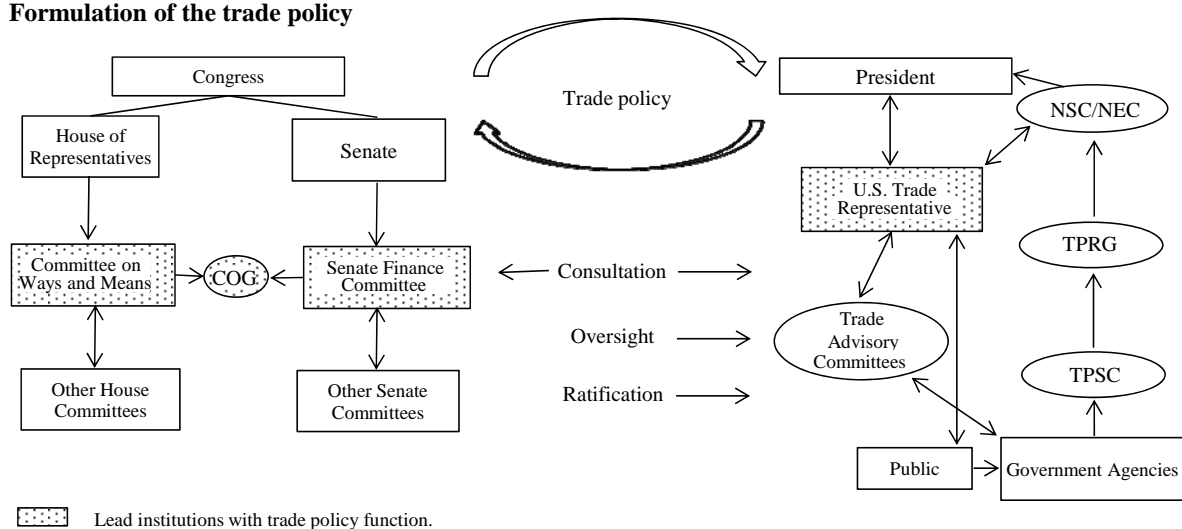 Formulation of the trade policy
Congress
House of
Representatives
Senate
Committee on
Ways and Means
COG
Senate Finance
Committee
Other House
Committees
Other Senate
Committees
Trade policy
Consultation
Oversight
Ratification
President
NSC/NEC
U.S. Trade
Representative
TPRG
Trade
Advisory
Committees
TPSC
Public
Government Agencies
Lead institutions with trade policy function.